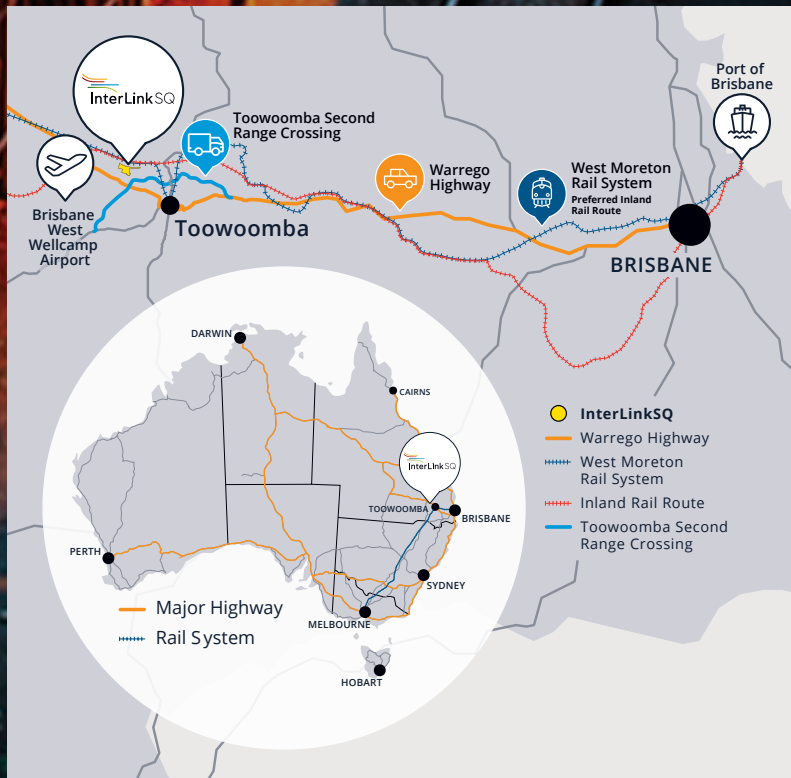 InterLinkSQ
Toowoomba Second
Range Crossing
Port of
Brisbane
Warrego
Highway
West Moreton
Rail System
Preferred Inland
Rail Route
Brisbane
West
Wellcamp
Airport
Toowoomba
BRISBANE
DARWIN
CAIRNS
InterLinkSQ
TOOWOOMBA
BRISBANE
PERTH
SYDNEY
MELBOURNE
HOBART
Major Highway
Rail System
InterLinkSQ
Warrego Highway
West Moreton
Rail System
Inland Rail Route
Toowoomba Second
Range Crossing